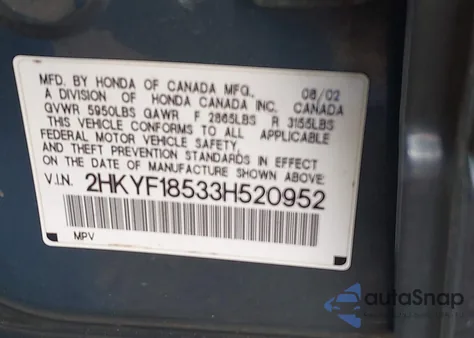 MFD. BY HONDA OF CANADA MFG., 08/02
A DIVISION OF HONDA CANADA INC., CANADA
GVWR 5950LBS GAWR F 2865LBS R 3155LBS
THIS VEHICLE CONFORMS TO ALL APPLICABLE
FEDERAL MOTOR VEHICLE SAFETY,
AND THEFT PREVENTION STANDARDS IN EFFECT
ON THE DATE OF MANUFACTURE SHOWN ABOVE.
V.I.N. 2HKYF18533H520952
MPV
autoSnap